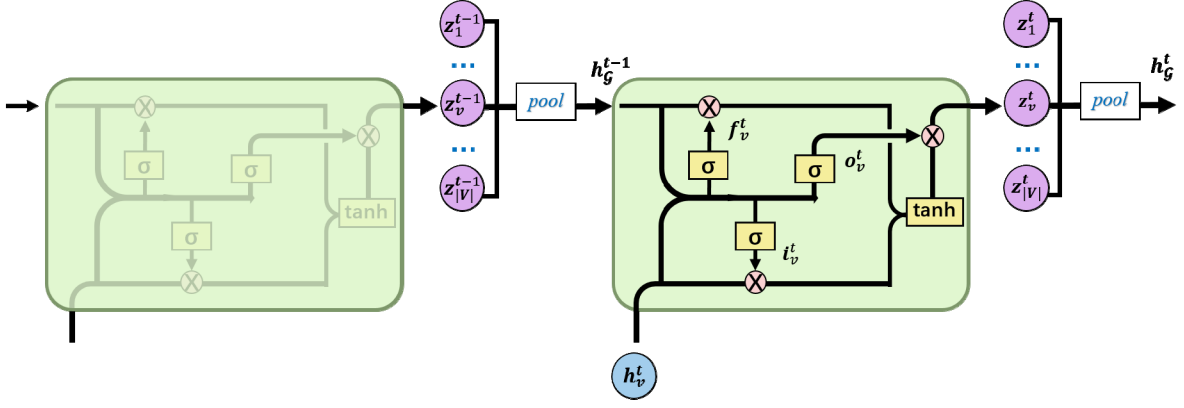 z_1^{t-1}
...
z_v^{t-1}
...
z_{|V|}^{t-1}
pool
h_G^{t-1}
X
σ
σ
X
tanh
σ
X
X
f_v^t
σ
σ
o_v^t
X
tanh
σ
i_v^t
X
h_v^t
z_1^t
...
z_v^t
...
z_{|V|}^t
pool
h_G^t